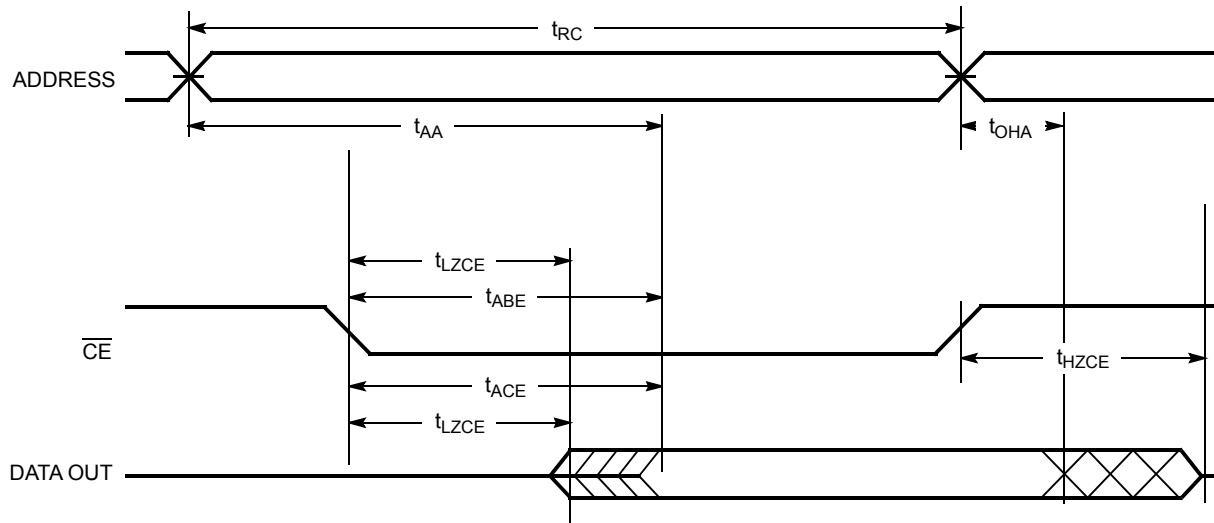 tRC
ADDRESS
tAA
tOHA
tLZCE
tABE
CE
tHZCE
tACE
tLZCE
DATA OUT